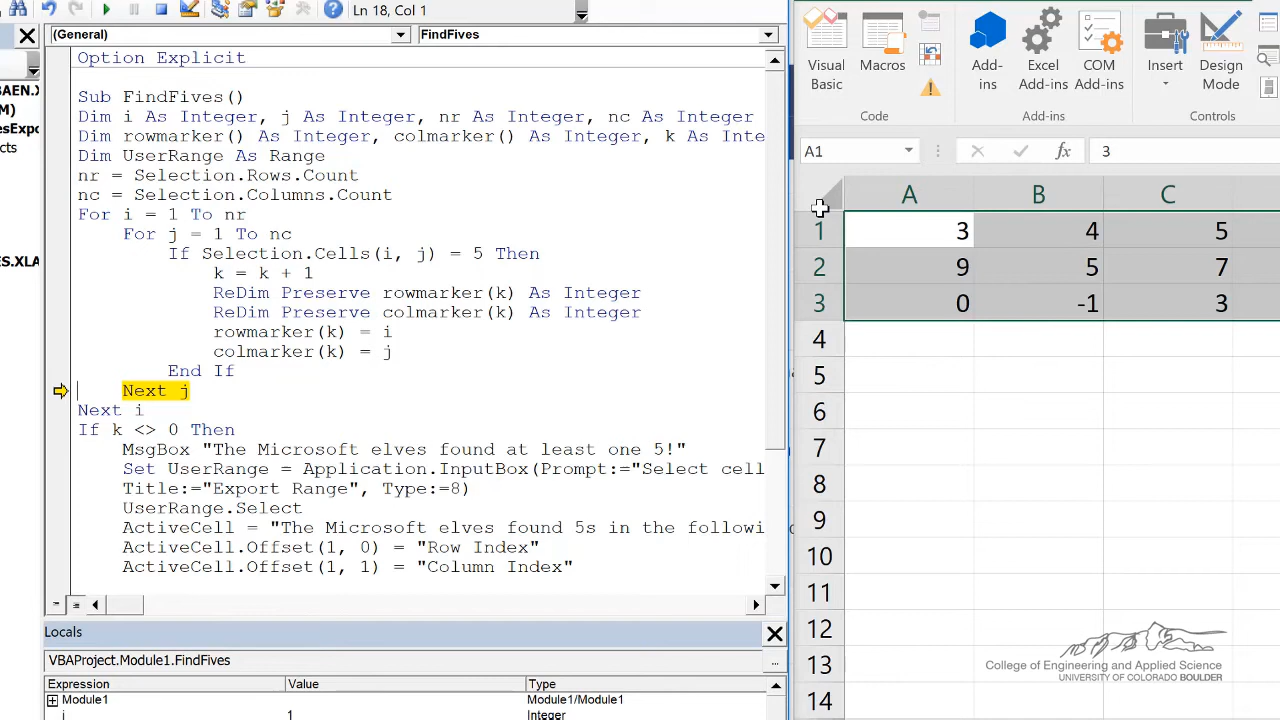 Ln 18, Col 1
(General)
FindFives
Option Explicit
Sub FindFives()
Dim i As Integer, j As Integer, nr As Integer, nc As Integer
Dim rowmarker() As Integer, colmarker() As Integer, k As Inte
Dim UserRange As Range
nr = Selection.Rows.Count
nc = Selection.Columns.Count
For i = 1 To nr
For j = 1 To nc
If Selection.Cells(i, j) = 5 Then
k = k + 1
ReDim Preserve rowmarker(k) As Integer
ReDim Preserve colmarker(k) As Integer
rowmarker(k) = i
colmarker(k) = j
End If
Next j
Next i
If k <> 0 Then
MsgBox "The Microsoft elves found at least one 5!"
Set UserRange = Application.InputBox(Prompt:="Select cell
Title:="Export Range", Type:=8)
UserRange.Select
ActiveCell = "The Microsoft elves found 5s in the followi
ActiveCell.Offset(1, 0) = "Row Index"
ActiveCell.Offset(1, 1) = "Column Index"
BAEN.X
M)
esExpo
cts
ES.XLA
Locals
VBAProject.Module1.FindFives
...
Expression Value Type
Module1 Module1/Module1
1 Integer
Visual Basic
Macros
Add-ins
Excel Add-ins
COM Add-ins
Insert
Design Mode
Code
Add-ins
Controls
A1
fx
3
A B C
1 3 4 5
2 9 5 7
3 0 -1 3
4
5
6
7
8
9
10
11
12
13
14
College of Engineering and Applied Science
UNIVERSITY OF COLORADO BOULDER